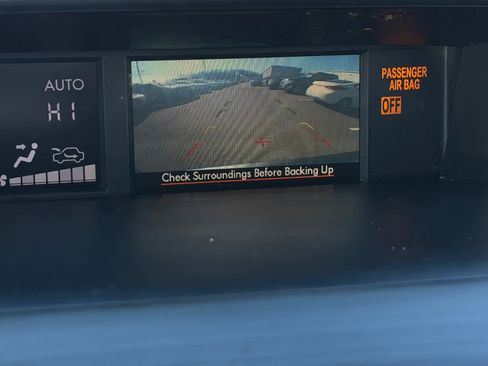 AUTO
HI
Check Surroundings Before Backing Up
PASSENGER
AIR BAG
OFF